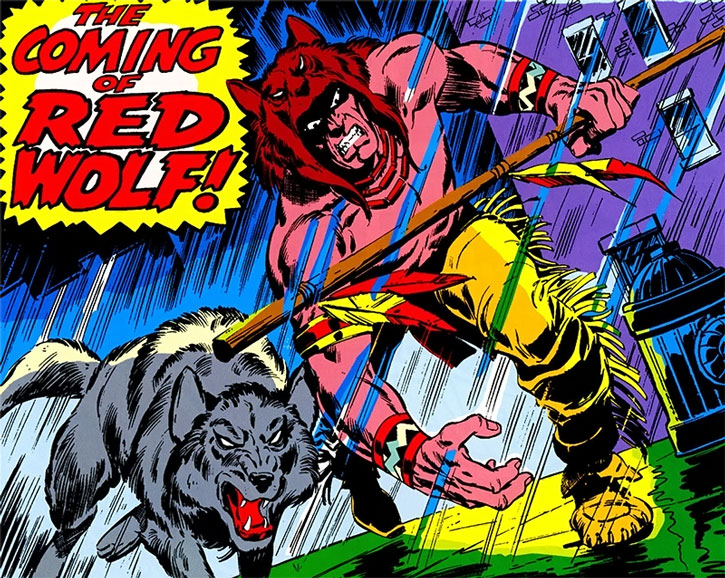 THE
COMING
OF
RED
WOLF!